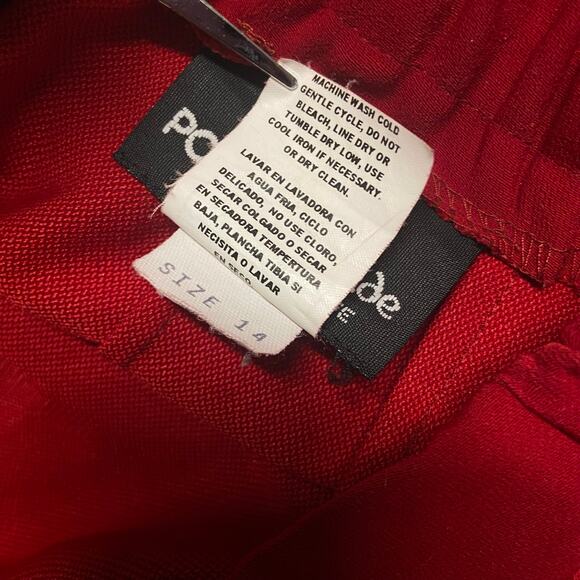 MACHINE WASH COLD
GENTLE CYCLE, DO NOT
BLEACH, LINE DRY OR
TUMBLE DRY LOW, USE
COOL IRON IF NECESSARY.
OR DRY CLEAN.
LAVAR EN LAVADORA CON
AGUA FRIA, CICLO
DELICADO, NO USE CLORO,
EN SECAR COLGADO O SECAR
EN SECADORA TEMPERTURA
BAJA, PLANCHA TIBIA SI
NECISITA O LAVAR
EN SECO
SIZE 14